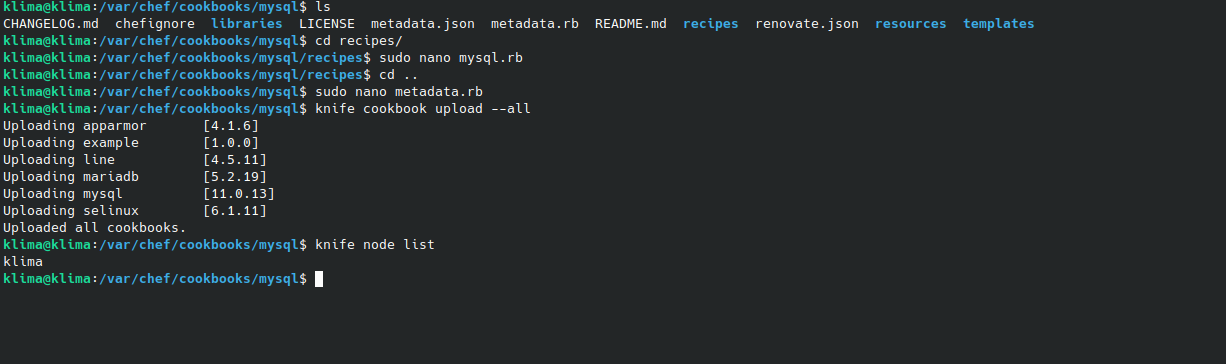 klima@klima:/var/chef/cookbooks/mysql$ ls
CHANGELOG.md  chefignore  libraries  LICENSE  metadata.json  metadata.rb  README.md  recipes  renovate.json  resources  templates
klima@klima:/var/chef/cookbooks/mysql$ cd recipes/
klima@klima:/var/chef/cookbooks/mysql/recipes$ sudo nano mysql.rb
klima@klima:/var/chef/cookbooks/mysql/recipes$ cd ..
klima@klima:/var/chef/cookbooks/mysql$ sudo nano metadata.rb
klima@klima:/var/chef/cookbooks/mysql$ knife cookbook upload --all
Uploading apparmor       [4.1.6]
Uploading example        [1.0.0]
Uploading line           [4.5.11]
Uploading mariadb        [5.2.19]
Uploading mysql          [11.0.13]
Uploading selinux        [6.1.11]
Uploaded all cookbooks.
klima@klima:/var/chef/cookbooks/mysql$ knife node list
klima
klima@klima:/var/chef/cookbooks/mysql$